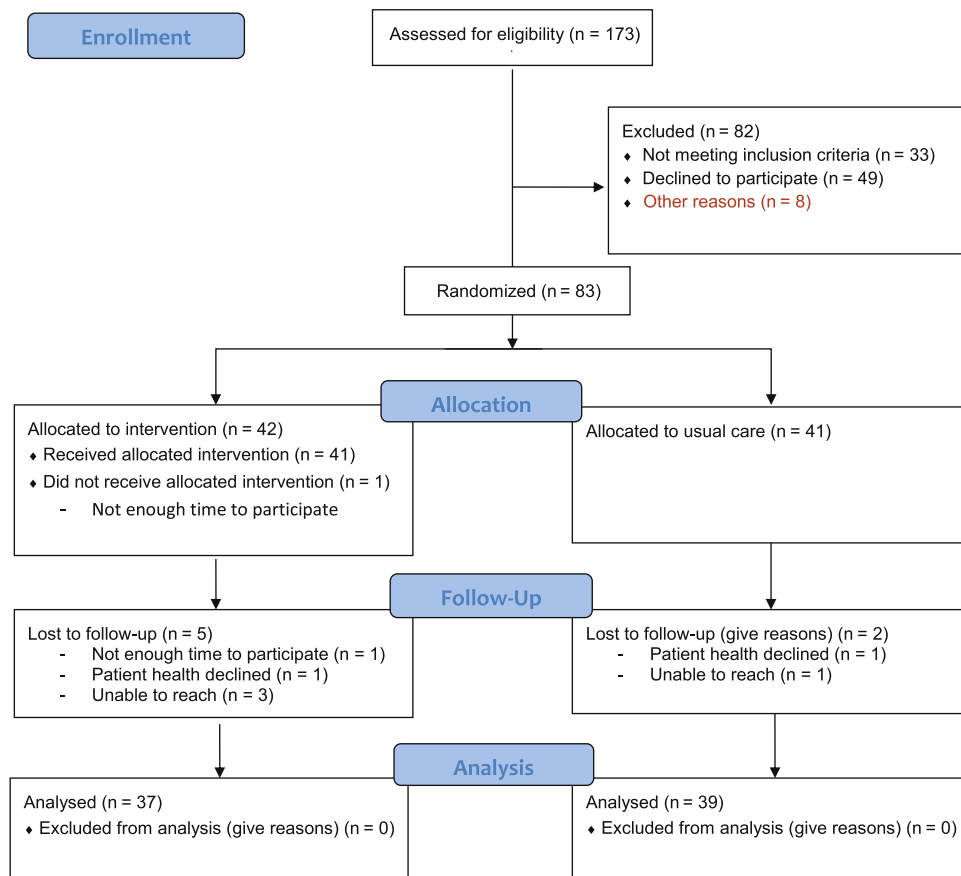 Enrollment
Assessed for eligibility (n = 173)
Excluded (n = 82)
♦ Not meeting inclusion criteria (n = 33)
♦ Declined to participate (n = 49)
♦ Other reasons (n = 8)
Randomized (n = 83)
Allocation
Allocated to intervention (n = 42)
♦ Received allocated intervention (n = 41)
♦ Did not receive allocated intervention (n = 1)
- Not enough time to participate
Allocated to usual care (n = 41)
Follow-Up
Lost to follow-up (n = 5)
- Not enough time to participate (n = 1)
- Patient health declined (n = 1)
- Unable to reach (n = 3)
Lost to follow-up (give reasons) (n = 2)
- Patient health declined (n = 1)
- Unable to reach (n = 1)
Analysis
Analysed (n = 37)
♦ Excluded from analysis (give reasons) (n = 0)
Analysed (n = 39)
♦ Excluded from analysis (give reasons) (n = 0)